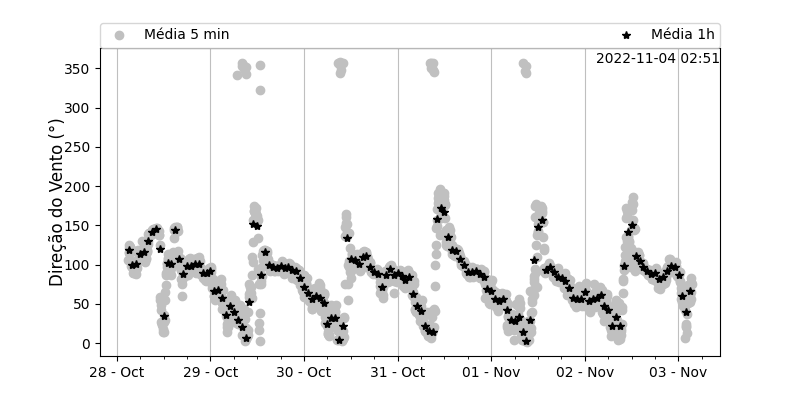 Média 5 min
Média 1h
2022-11-04 02:51
Direção do Vento (°)
350
300
250
200
150
100
50
0
28 - Oct
29 - Oct
30 - Oct
31 - Oct
01 - Nov
02 - Nov
03 - Nov